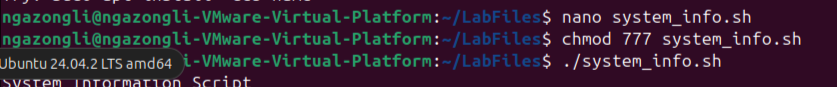 ngazongli@ngazongli-VMware-Virtual-Platform:~/LabFiles$ nano system_info.sh
ngazongli@ngazongli-VMware-Virtual-Platform:~/LabFiles$ chmod 777 system_info.sh
Ubuntu 24.04.2 LTS amd64 li-VMware-Virtual-Platform:~/LabFiles$ ./system_info.sh
System Information Script